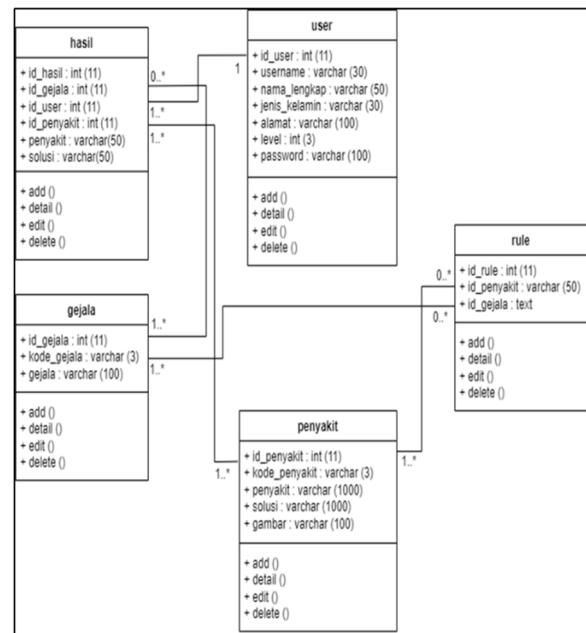 hasil
+ id_hasil : int (11)
+ id_gejala : int (11)
+ id_user : int (11)
+ id_penyakit : int (11)
+ penyakit : varchar(50)
+ solusi : varchar(50)
+ add ()
+ detail ()
+ edit ()
+ delete ()
0..*
1..*
1..*
user
+ id_user : int (11)
+ username : varchar (30)
+ nama_lengkap : varchar (50)
+ jenis_kelamin : varchar (30)
+ alamat : varchar (100)
+ level : int (3)
+ password : varchar (100)
+ add ()
+ detail ()
+ edit ()
+ delete ()
1
rule
+ id_rule : int (11)
+ id_penyakit : varchar (50)
+ id_gejala : text
+ add ()
+ detail ()
+ edit ()
+ delete ()
0..*
0..*
gejala
+ id_gejala : int (11)
+ kode_gejala : varchar (3)
+ gejala : varchar (100)
+ add ()
+ detail ()
+ edit ()
+ delete ()
1..*
1..*
penyakit
+ id_penyakit : int (11)
+ kode_penyakit : varchar (3)
+ penyakit : varchar (1000)
+ solusi : varchar (1000)
+ gambar : varchar (100)
+ add ()
+ detail ()
+ edit ()
+ delete ()
1..*
1..*